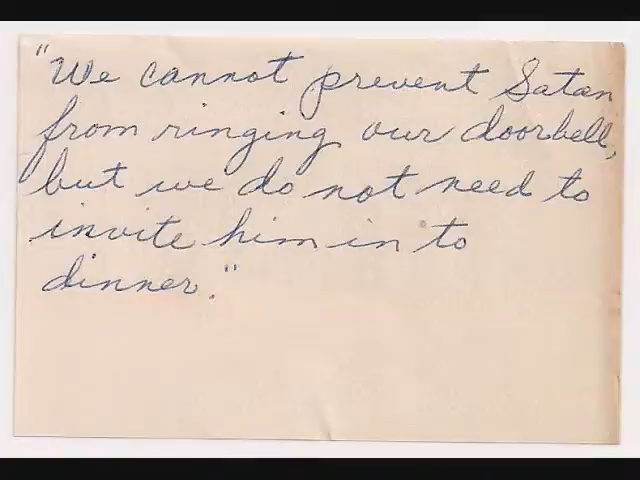 "We cannot prevent Satan
from ringing our doorbell,
but we do not need to
invite him in to
dinner."